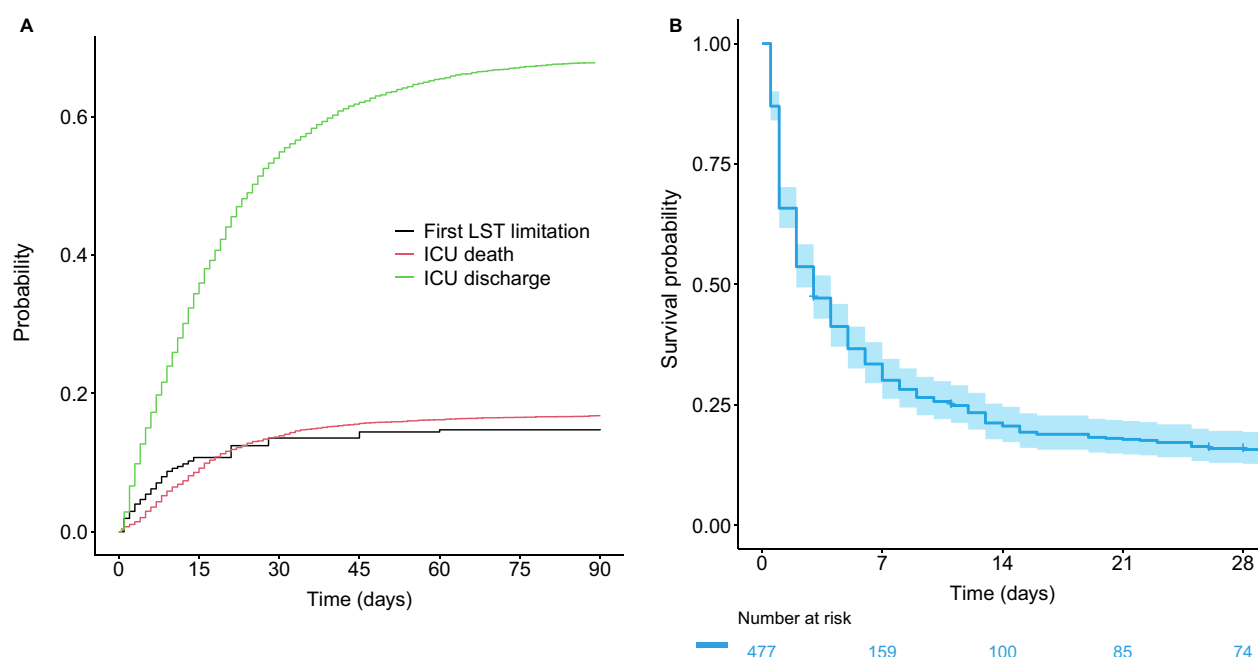 A
Probability
0.6
0.4
0.2
0.0
First LST limitation
ICU death
ICU discharge
0 15 30 45 60 75 90
Time (days)
B
Survival probability
1.00
0.75
0.50
0.25
0.00
0 7 14 21 28
Time (days)
Number at risk
477 159 100 85 74